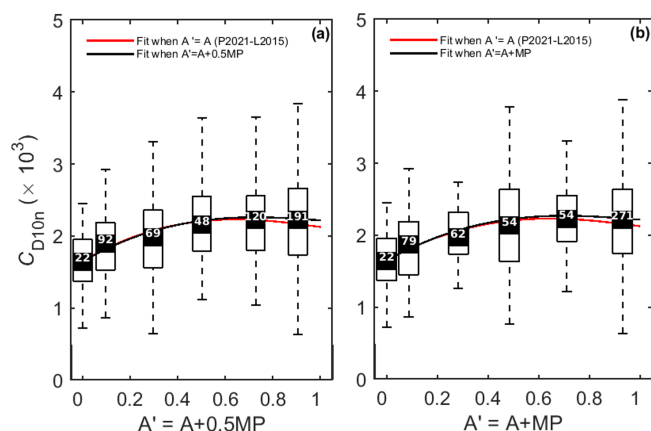 (a)
Fit when A'= A (P2021-L2015)
Fit when A'=A+0.5MP
5
4
3
2
1
0
C_D10n (× 10^3)
22
92
69
48
120
191
0 0.2 0.4 0.6 0.8 1
A' = A+0.5MP
(b)
Fit when A'= A (P2021-L2015)
Fit when A'=A+MP
5
4
3
2
1
0
22
79
62
54
54
271
0 0.2 0.4 0.6 0.8 1
A' = A+MP